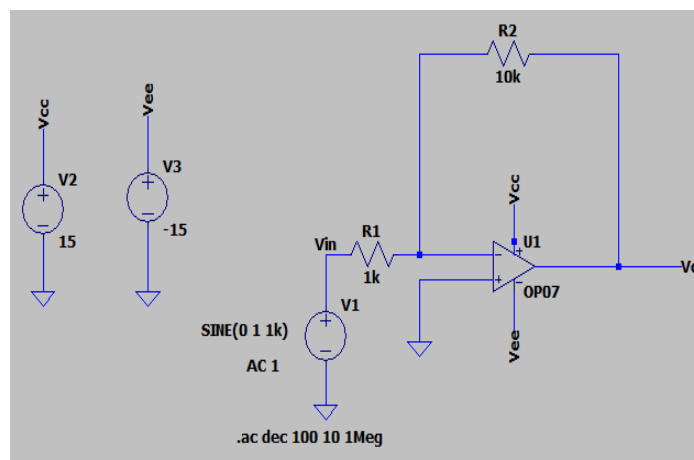 Vcc
V2
15
Vee
V3
-15
R2
10k
R1
1k
Vin
V1
SINE(0 1 1k)
AC 1
Vcc
U1
OP07
Vee
.ac dec 100 10 1Meg